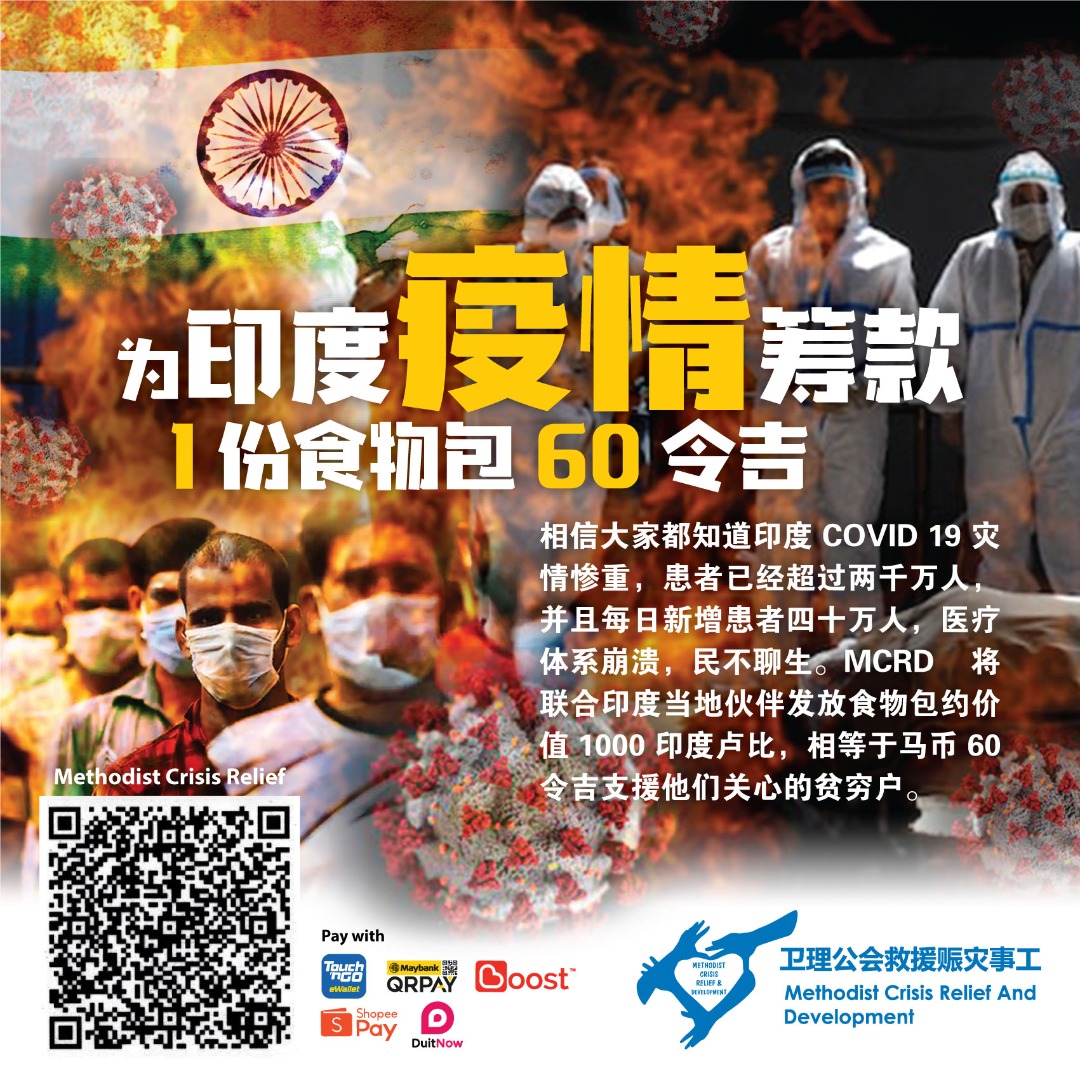 为印度疫情筹款
1份食物包 60 令吉
相信大家都知道印度 COVID 19 灾
情惨重，患者已经超过两千万人，
并且每日新增患者四十万人，医疗
体系崩溃，民不聊生。MCRD 将
联合印度当地伙伴发放食物包约价
值 1000 印度卢比，相等于马币 60
令吉支援他们关心的贫穷户。
Methodist Crisis Relief
Pay with
Touch
'nGO
eWallet
Maybank
QRPAY
Boost™
Shopee
Pay
DuitNow
METHODIST
CRISIS
RELIEF &
DEVELOPMENT
卫理公会救援赈灾事工
Methodist Crisis Relief And
Development